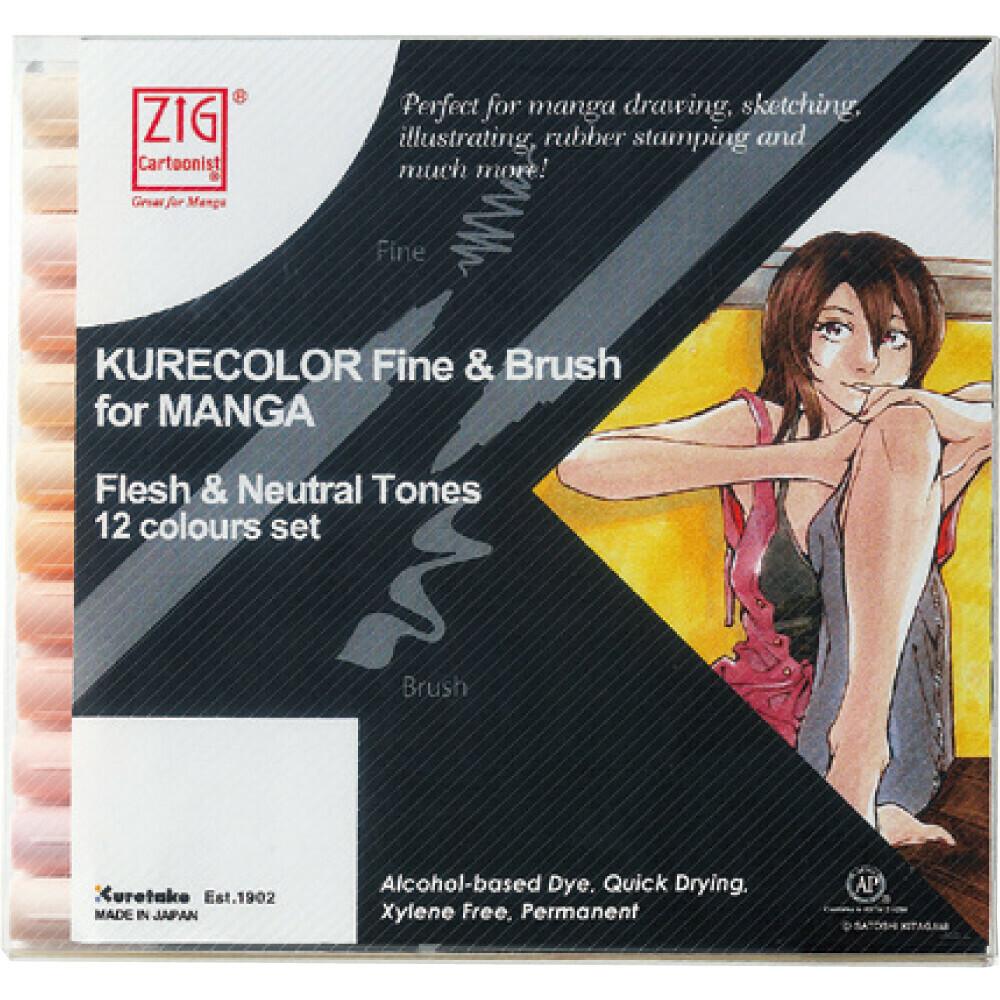 ZIG®
Cartoonist®
Great for Manga
Perfect for manga drawing, sketching,
illustrating, rubber stamping and
much more!
Fine
KURECOLOR Fine & Brush
for MANGA
Flesh & Neutral Tones
12 colours set
Brush
Kuretake Est.1902
MADE IN JAPAN
Alcohol-based Dye, Quick Drying,
Xylene Free, Permanent
AP
© SATOSHI KITAGAWA